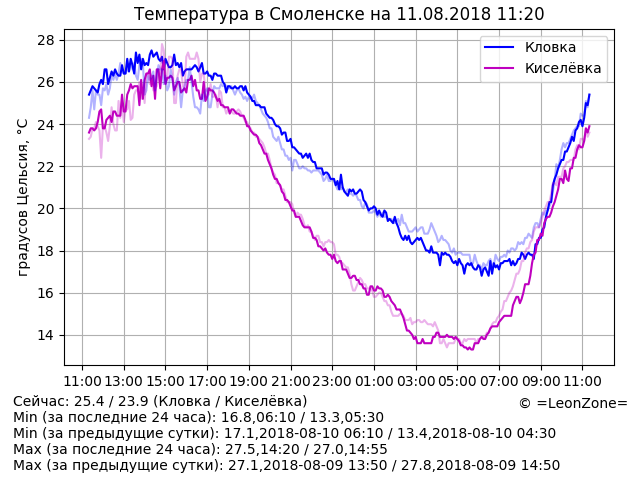 Температура в Смоленске на 11.08.2018 11:20
Кловка
Киселёвка
градусов Цельсия, °C
28
26
24
22
20
18
16
14
11:00 13:00 15:00 17:00 19:00 21:00 23:00 01:00 03:00 05:00 07:00 09:00 11:00
Сейчас: 25.4 / 23.9 (Кловка / Киселёвка)
© =LeonZone=
Min (за последние 24 часа): 16.8,06:10 / 13.3,05:30
Min (за предыдущие сутки): 17.1,2018-08-10 06:10 / 13.4,2018-08-10 04:30
Max (за последние 24 часа): 27.5,14:20 / 27.0,14:55
Max (за предыдущие сутки): 27.1,2018-08-09 13:50 / 27.8,2018-08-09 14:50